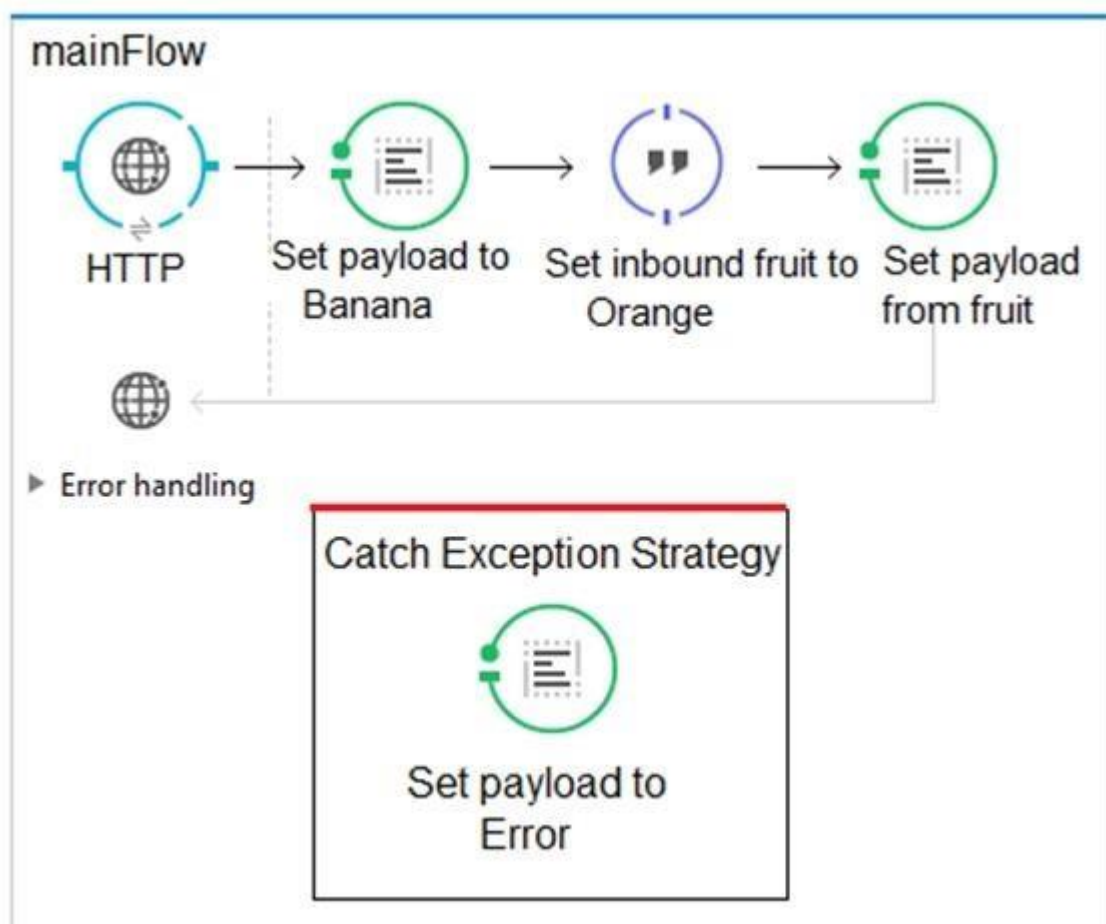 mainFlow
HTTP
Set payload to
Banana
Set inbound fruit to
Orange
Set payload
from fruit
Error handling
Catch Exception Strategy
Set payload to
Error